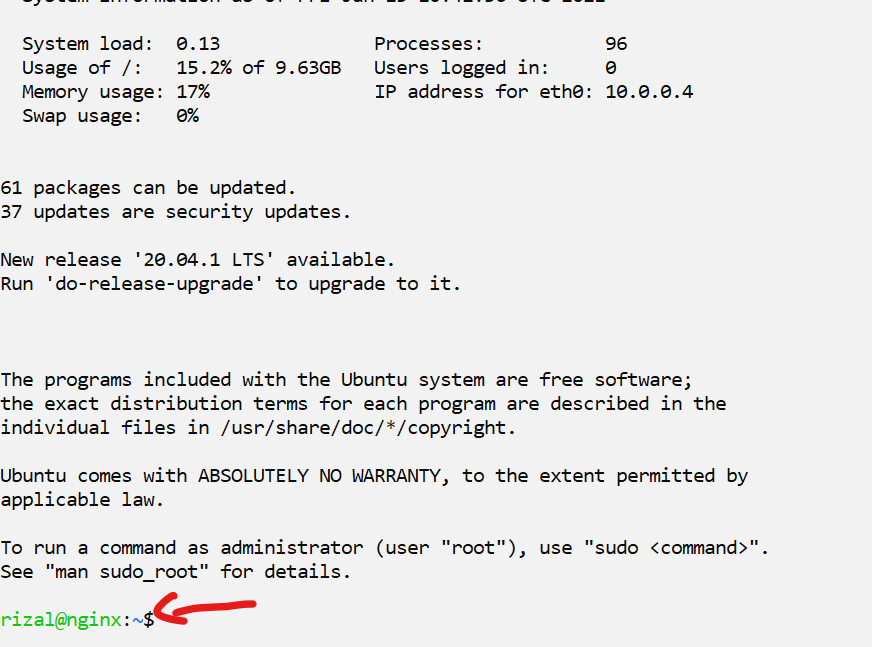 System load:  0.13              Processes:           96
Usage of /:   15.2% of 9.63GB   Users logged in:     0
Memory usage: 17%               IP address for eth0: 10.0.0.4
Swap usage:   0%
61 packages can be updated.
37 updates are security updates.
New release '20.04.1 LTS' available.
Run 'do-release-upgrade' to upgrade to it.
The programs included with the Ubuntu system are free software;
the exact distribution terms for each program are described in the
individual files in /usr/share/doc/*/copyright.
Ubuntu comes with ABSOLUTELY NO WARRANTY, to the extent permitted by
applicable law.
To run a command as administrator (user "root"), use "sudo <command>".
See "man sudo_root" for details.
rizal@nginx:~$